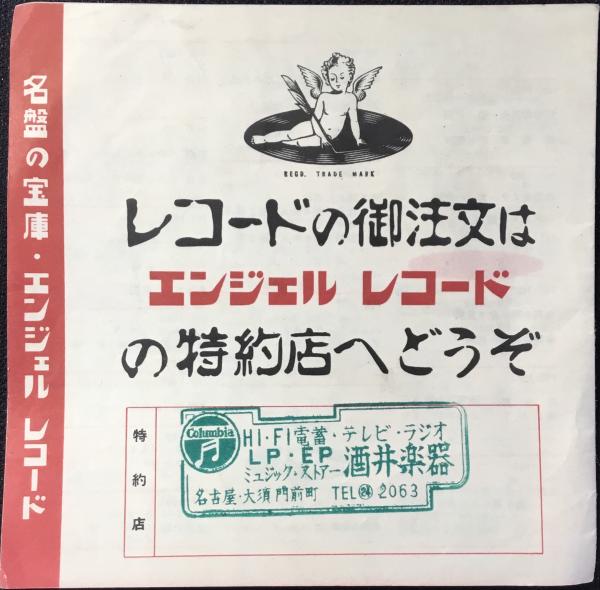 名盤の宝庫・エンジェル レコード
REGD. TRADE MARK
レコードの御注文は
エンジェル レコード
の特約店へどうぞ
特約店
Columbia
HI・FI電蓄・テレビ・ラジオ
LP・EP
ミュジック・ストアー
酒井楽器
名古屋・大須門前町 TEL㉔2063